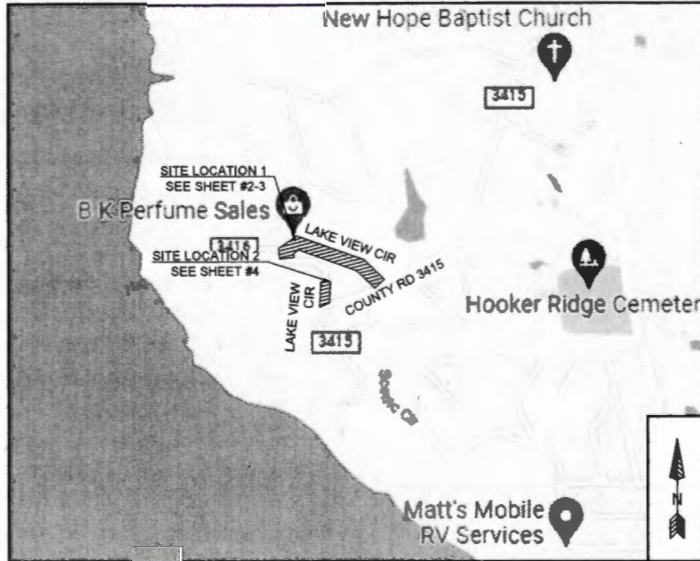 New Hope Baptist Church
3415
SITE LOCATION 1
SEE SHEET #2-3
B K Perfume Sales
LAKE VIEW CIR
3416
SITE LOCATION 2
SEE SHEET #4
COUNTY RD 3415
LAKE VIEW
CIR
Hooker Ridge Cemeter
3415
Scenic Cir
N
Matt's Mobile
RV Services